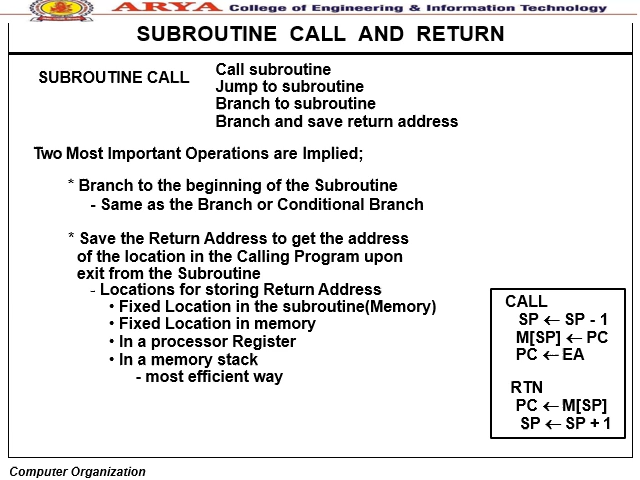 ARYA College of Engineering & Information Technology
SUBROUTINE CALL AND RETURN
SUBROUTINE CALL
Call subroutine
Jump to subroutine
Branch to subroutine
Branch and save return address
Two Most Important Operations are Implied;
* Branch to the beginning of the Subroutine
- Same as the Branch or Conditional Branch
* Save the Return Address to get the address
of the location in the Calling Program upon
exit from the Subroutine
- Locations for storing Return Address
• Fixed Location in the subroutine(Memory)
• Fixed Location in memory
• In a processor Register
• In a memory stack
- most efficient way
CALL
SP ← SP - 1
M[SP] ← PC
PC ← EA
RTN
PC ← M[SP]
SP ← SP + 1
Computer Organization